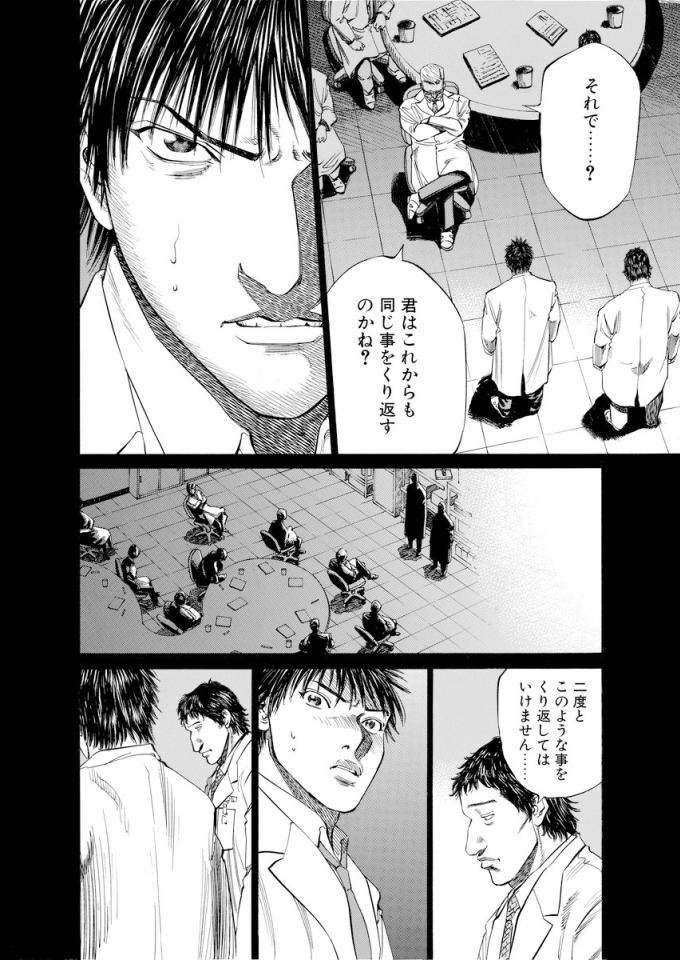 それで……？
君はこれからも
同じ事をくり返す
のかね？
二度と
このような事を
くり返しては
いけません……